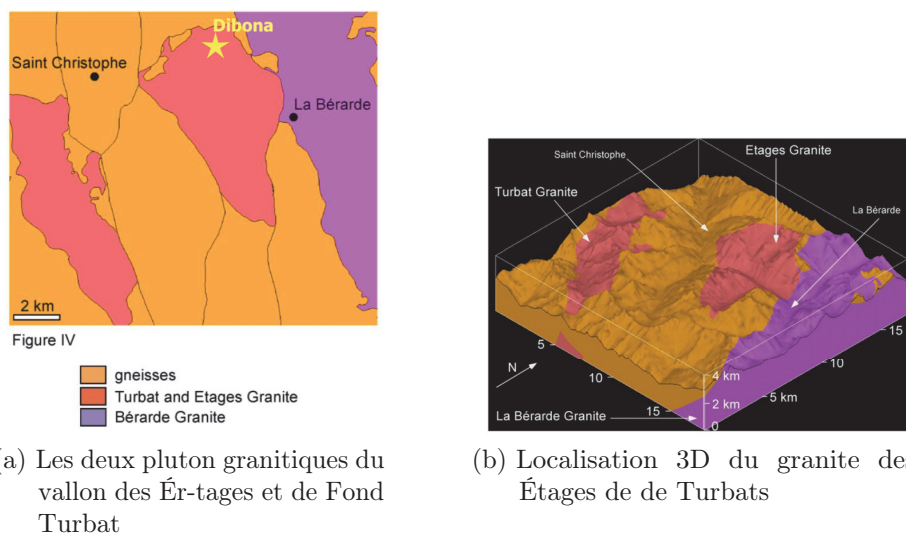 Dibona
Saint Christophe
La Bérarde
2 km
Figure IV
gneisses
Turbat and Etages Granite
Bérarde Granite
a) Les deux pluton granitiques du
vallon des Ér-tages et de Fond
Turbat
Etages Granite
Saint Christophe
Turbat Granite
La Bérarde
15
5
10
N
10
4 km
5 km
15
2 km
La Bérarde Granite
0
(b) Localisation 3D du granite des
Étages de de Turbats